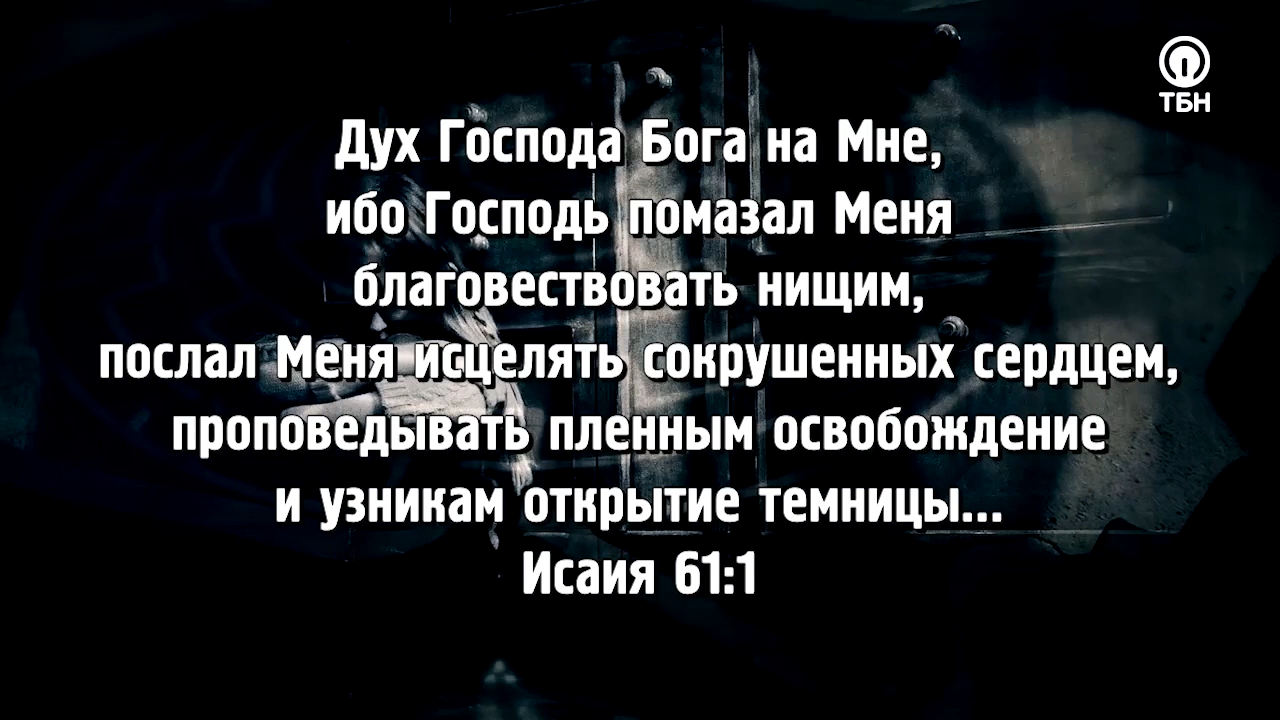 ТБН
Дух Господа Бога на Мне,
ибо Господь помазал Меня
благовествовать нищим,
послал Меня исцелять сокрушенных сердцем,
проповедывать пленным освобождение
и узникам открытие темницы...
Исаия 61:1